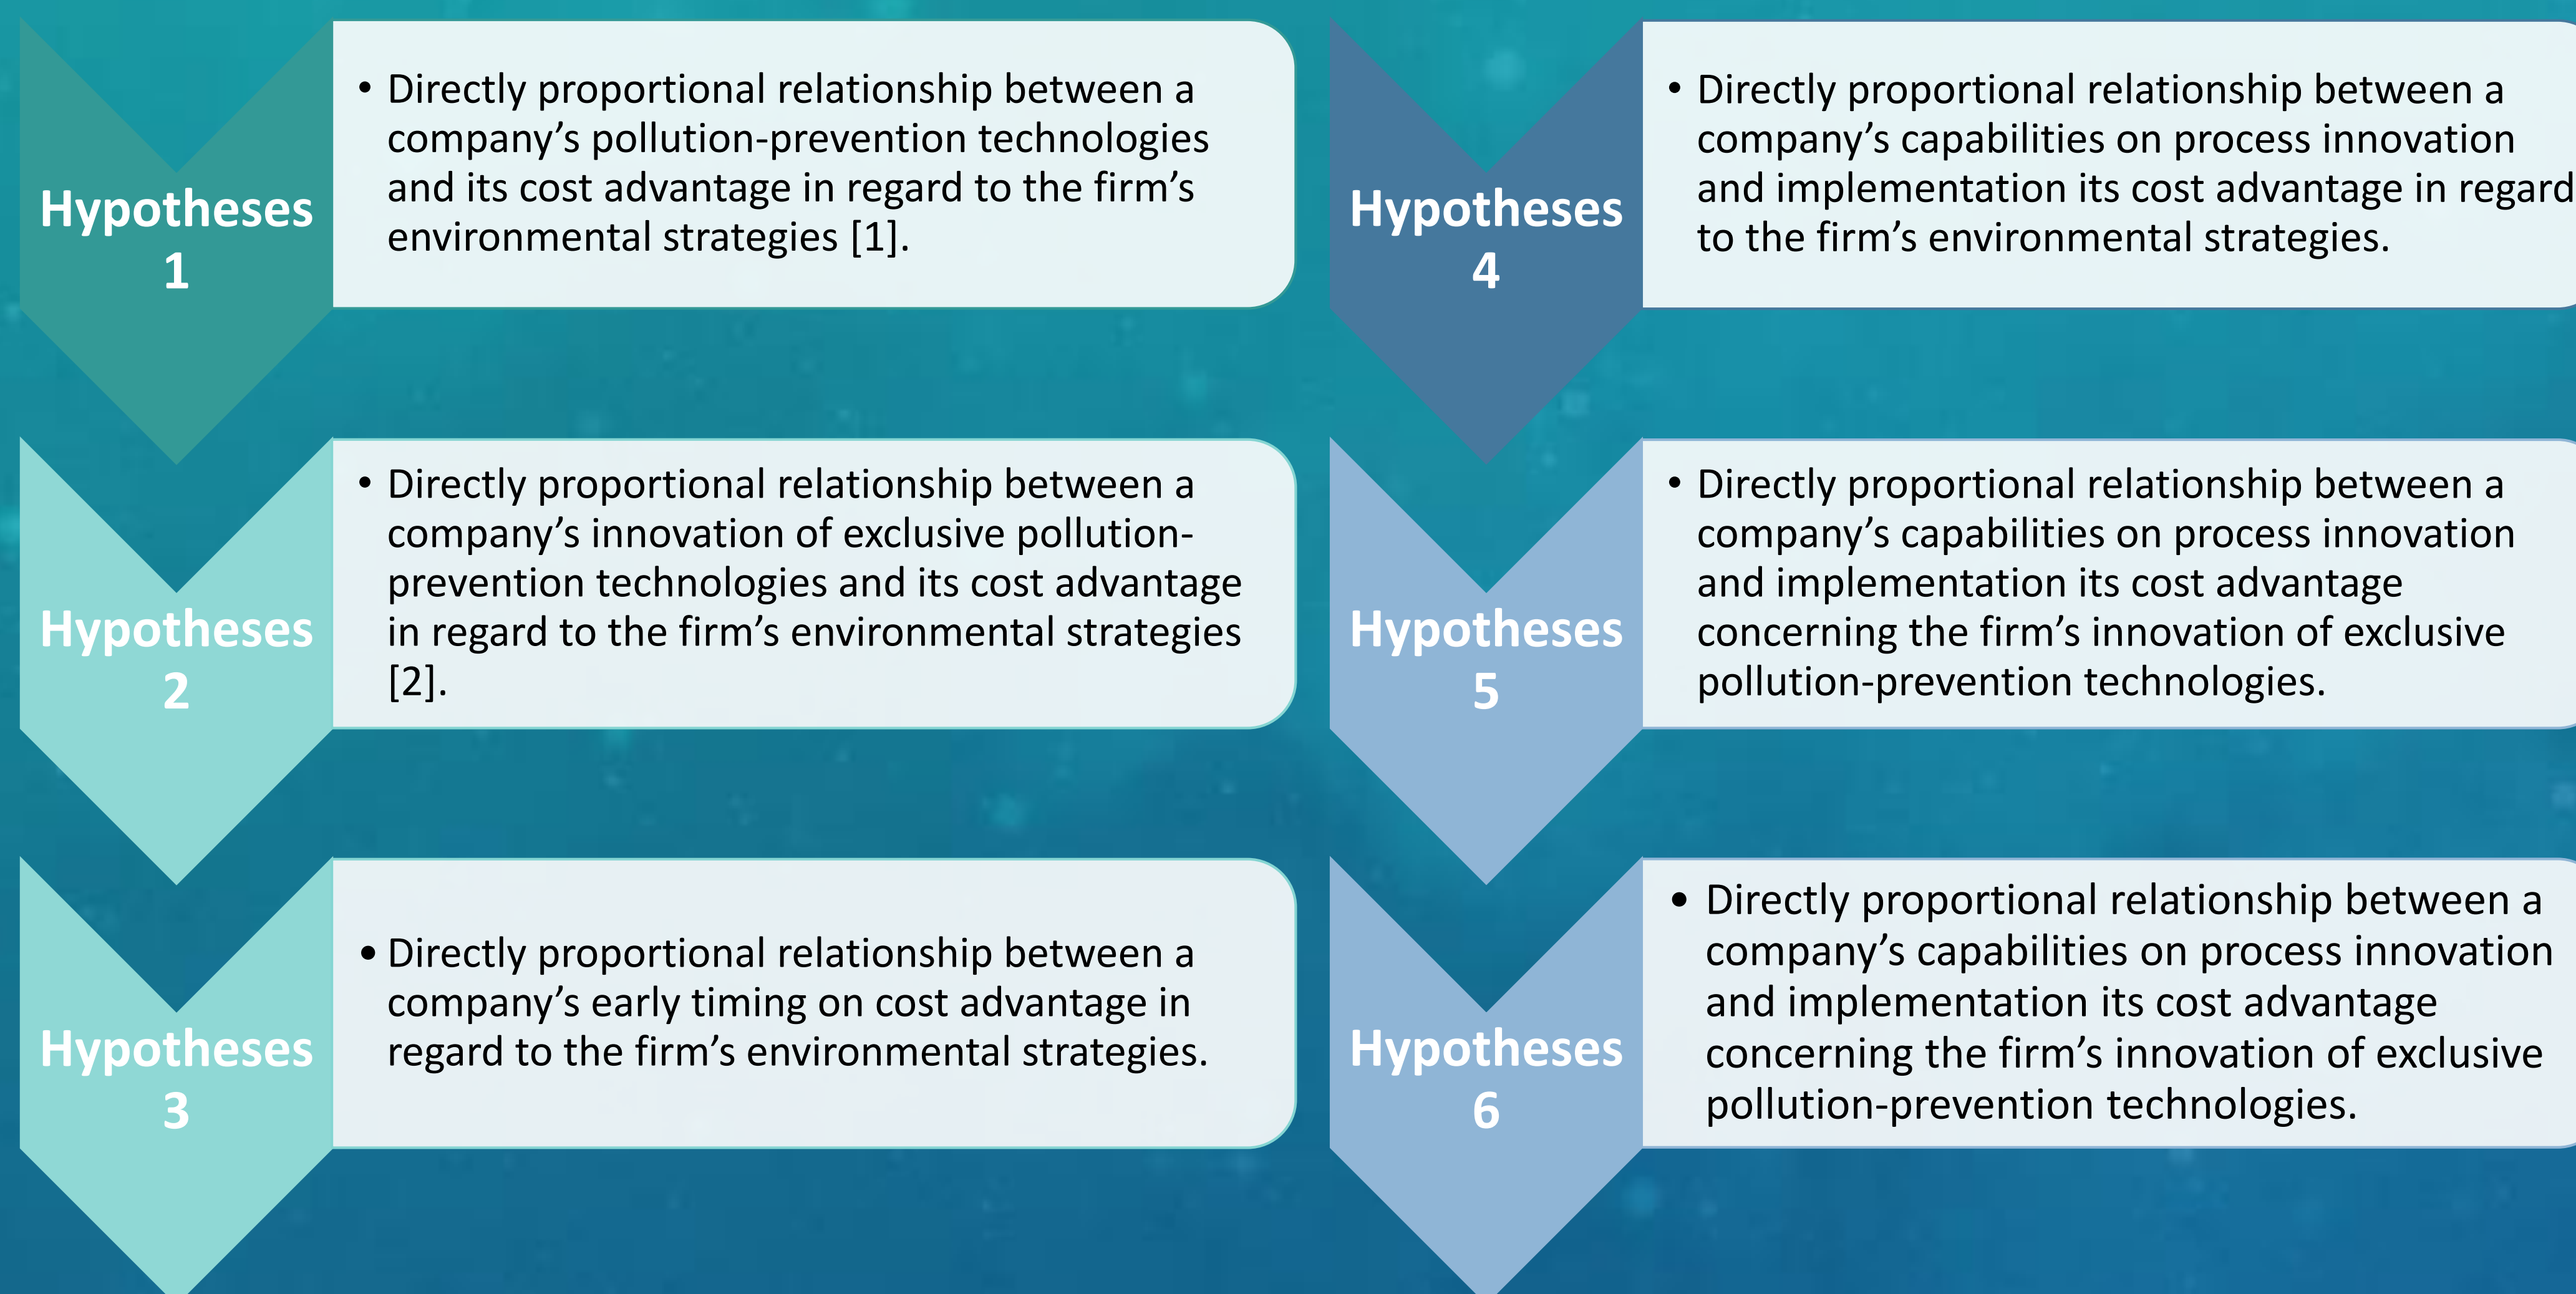 Hypotheses
1
• Directly proportional relationship between a
company’s pollution-prevention technologies
and its cost advantage in regard to the firm’s
environmental strategies [1].
Hypotheses
2
• Directly proportional relationship between a
company’s innovation of exclusive pollution-
prevention technologies and its cost advantage
in regard to the firm’s environmental strategies
[2].
Hypotheses
3
• Directly proportional relationship between a
company’s early timing on cost advantage in
regard to the firm’s environmental strategies.
Hypotheses
4
• Directly proportional relationship between a
company’s capabilities on process innovation
and implementation its cost advantage in regard
to the firm’s environmental strategies.
Hypotheses
5
• Directly proportional relationship between a
company’s capabilities on process innovation
and implementation its cost advantage
concerning the firm’s innovation of exclusive
pollution-prevention technologies.
Hypotheses
6
• Directly proportional relationship between a
company’s capabilities on process innovation
and implementation its cost advantage
concerning the firm’s innovation of exclusive
pollution-prevention technologies.